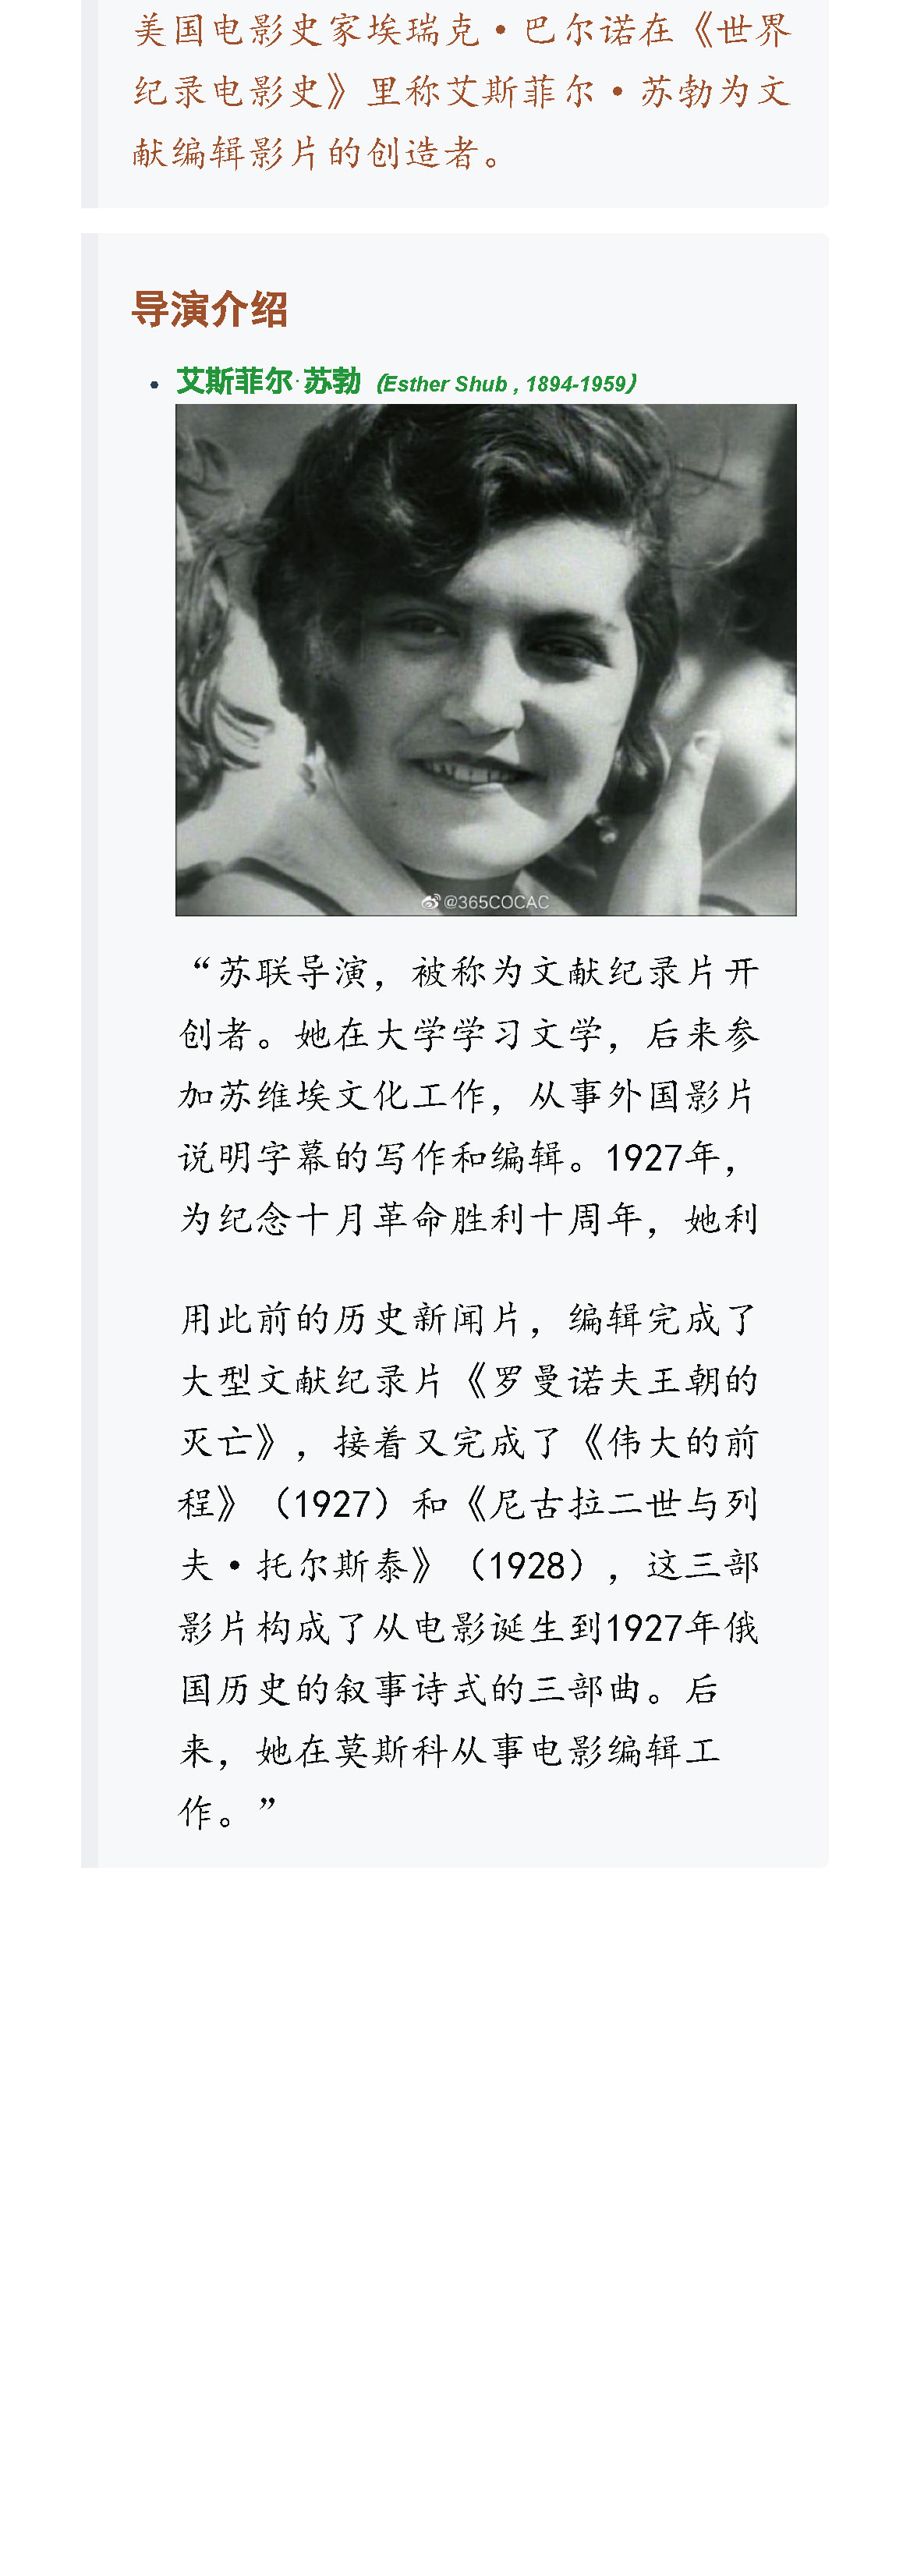 美国电影史家埃瑞克•巴尔诺在《世界
纪录电影史》里称艾斯菲尔•苏勃为文
献编辑影片的创造者。
导演介绍
• 艾斯菲尔·苏勃（Esther Shub , 1894-1959）
@365COCAC
“苏联导演，被称为文献纪录片开
创者。她在大学学习文学，后来参
加苏维埃文化工作，从事外国影片
说明字幕的写作和编辑。1927年，
为纪念十月革命胜利十周年，她利
用此前的历史新闻片，编辑完成了
大型文献纪录片《罗曼诺夫王朝的
灭亡》，接着又完成了《伟大的前
程》（1927）和《尼古拉二世与列
夫•托尔斯泰》（1928），这三部
影片构成了从电影诞生到1927年俄
国历史的叙事诗式的三部曲。后
来，她在莫斯科从事电影编辑工
作。”